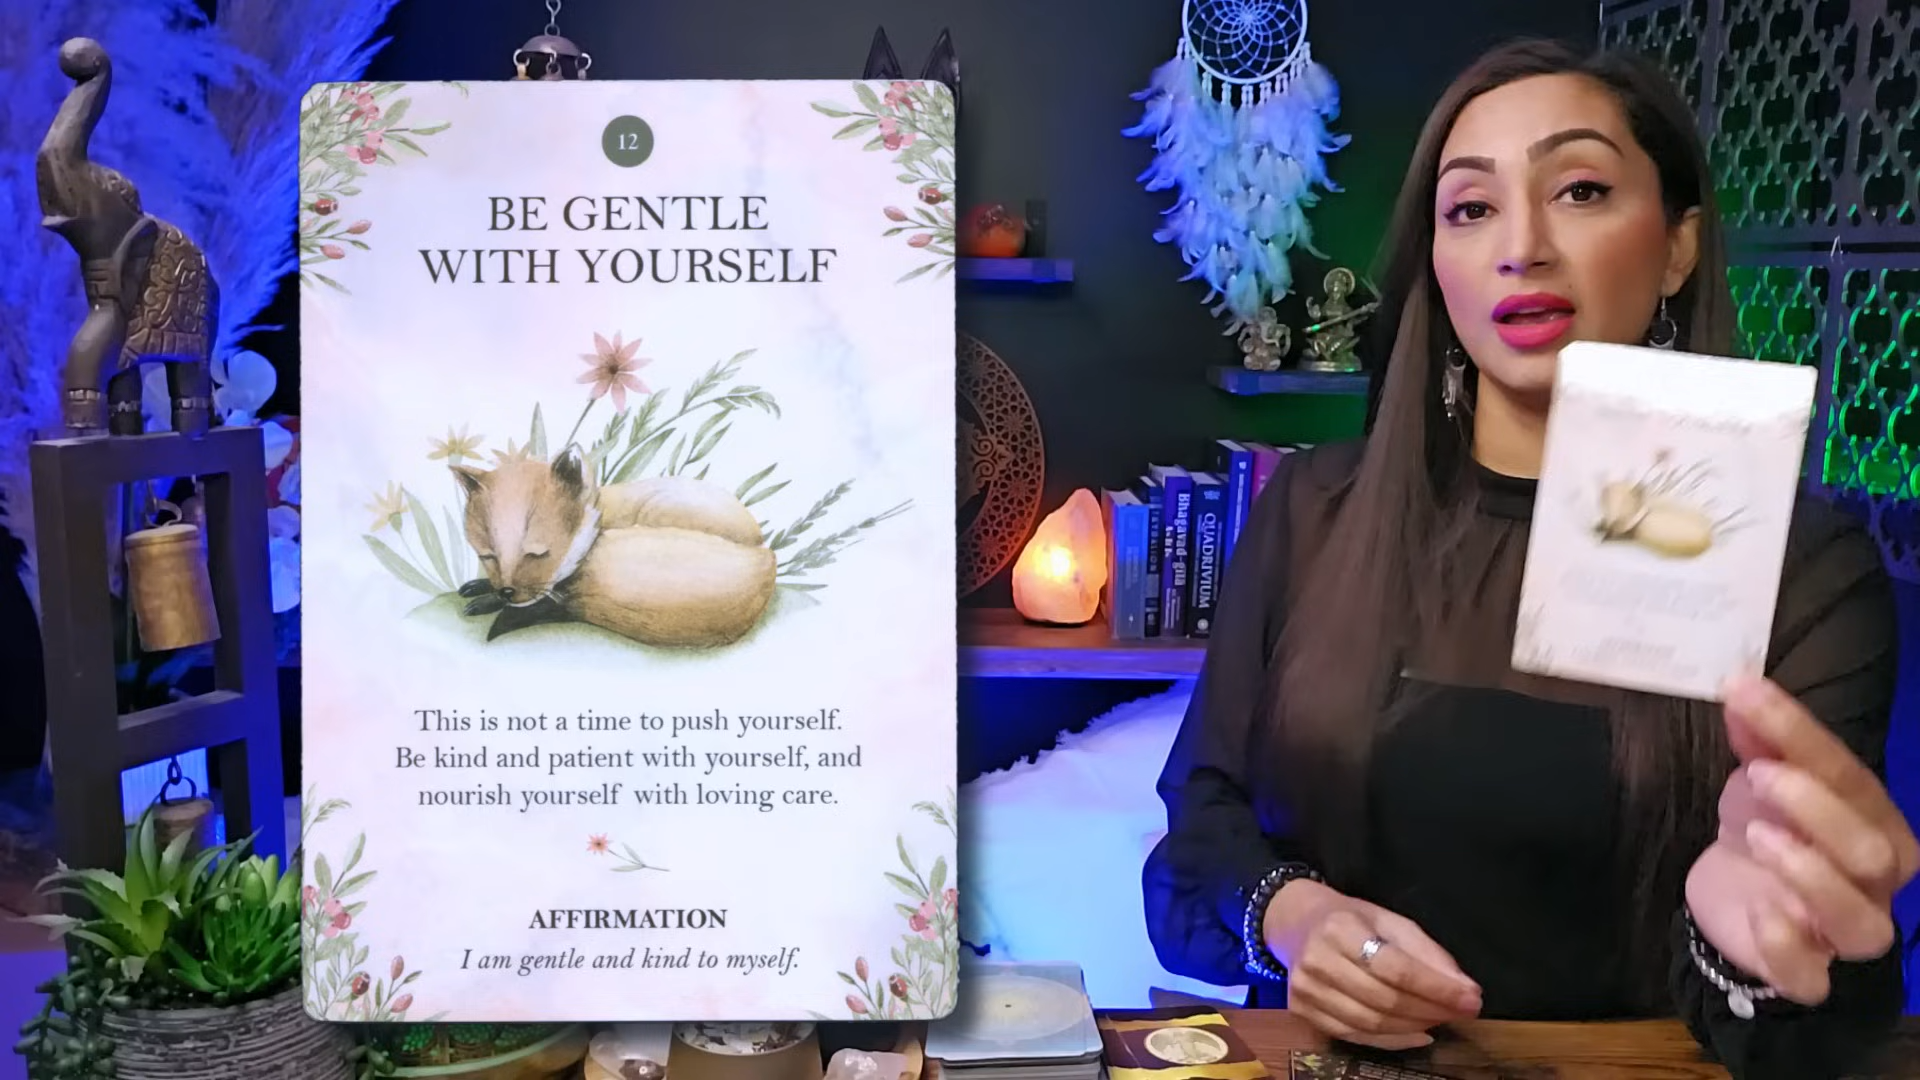 12
BE GENTLE
WITH YOURSELF
This is not a time to push yourself.
Be kind and patient with yourself, and
nourish yourself with loving care.
AFFIRMATION
I am gentle and kind to myself.
Bhagavad-gita
QUADRIVIUM